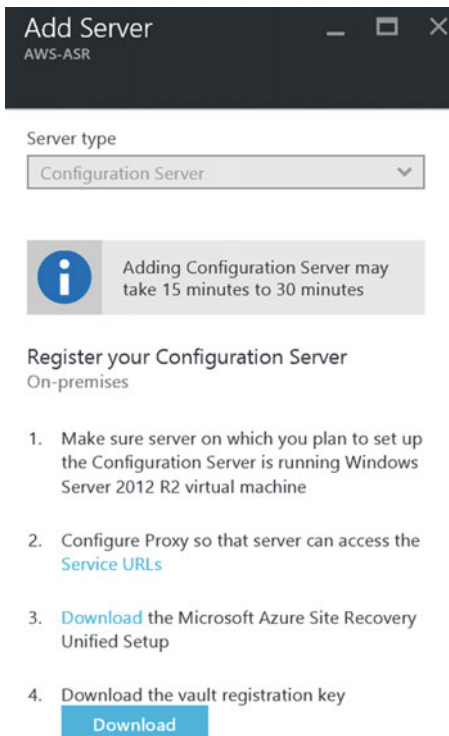 Add Server
AWS-ASR
Server type
Configuration Server
Adding Configuration Server may
take 15 minutes to 30 minutes
Register your Configuration Server
On-premises
1. Make sure server on which you plan to set up
the Configuration Server is running Windows
Server 2012 R2 virtual machine
2. Configure Proxy so that server can access the
Service URLs
3. Download the Microsoft Azure Site Recovery
Unified Setup
4. Download the vault registration key
Download